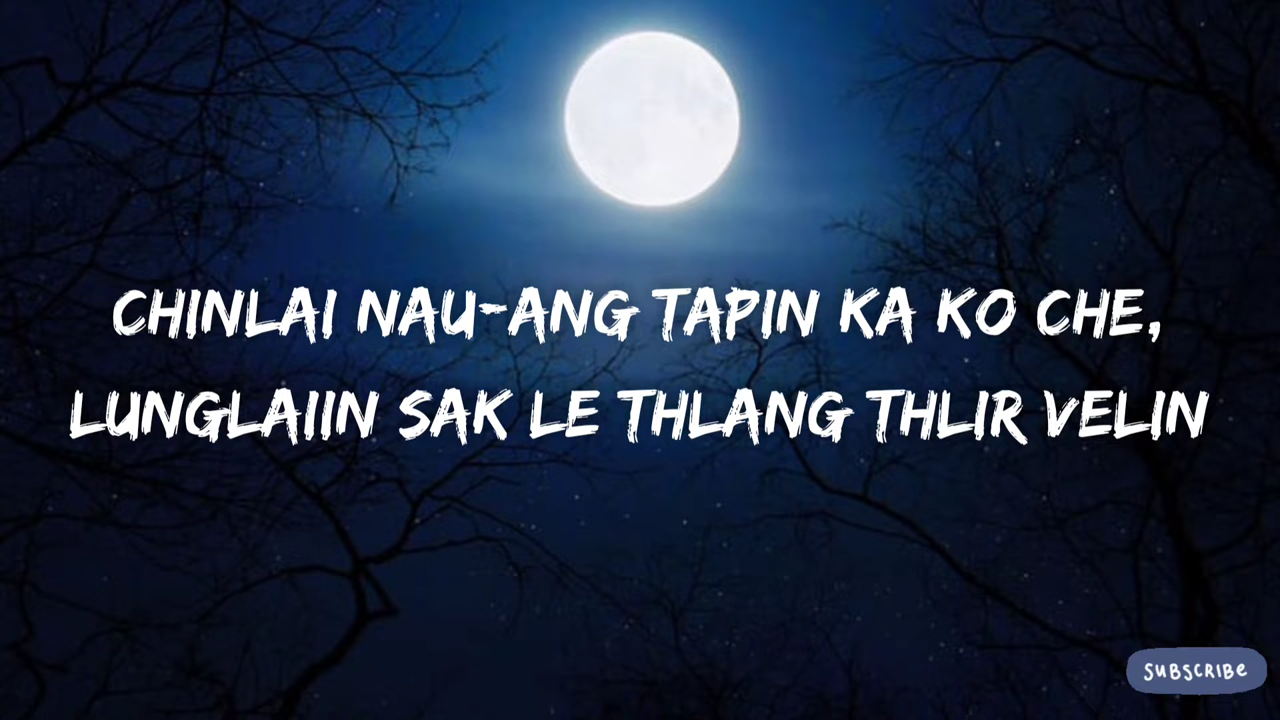 CHINLAI NAU-ANG TAPIN KA KO CHE,
LUNGLAIIN SAK LE THLANG THLIR VELIN
SUBSCRIBE